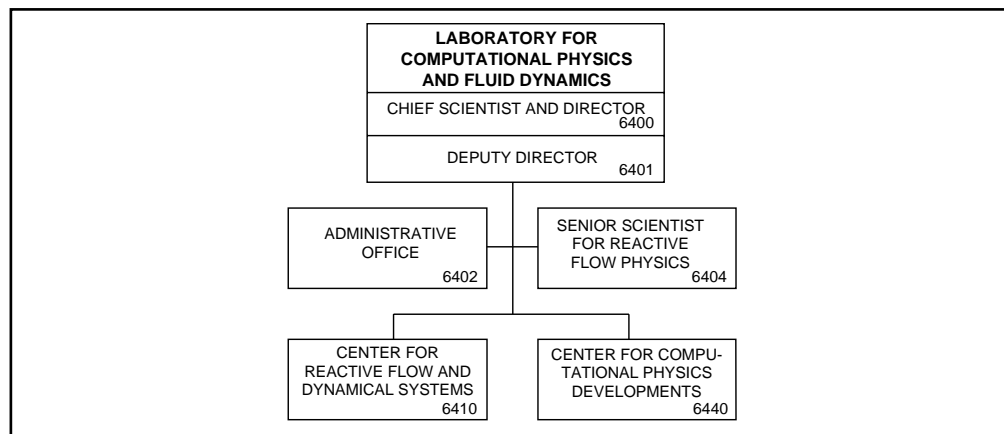 LABORATORY FOR
COMPUTATIONAL PHYSICS
AND FLUID DYNAMICS
CHIEF SCIENTIST AND DIRECTOR
6400
DEPUTY DIRECTOR
6401
ADMINISTRATIVE
OFFICE
6402
SENIOR SCIENTIST
FOR REACTIVE
FLOW PHYSICS
6404
CENTER FOR
REACTIVE FLOW AND
DYNAMICAL SYSTEMS
6410
CENTER FOR COMPU-
TATIONAL PHYSICS
DEVELOPMENTS
6440